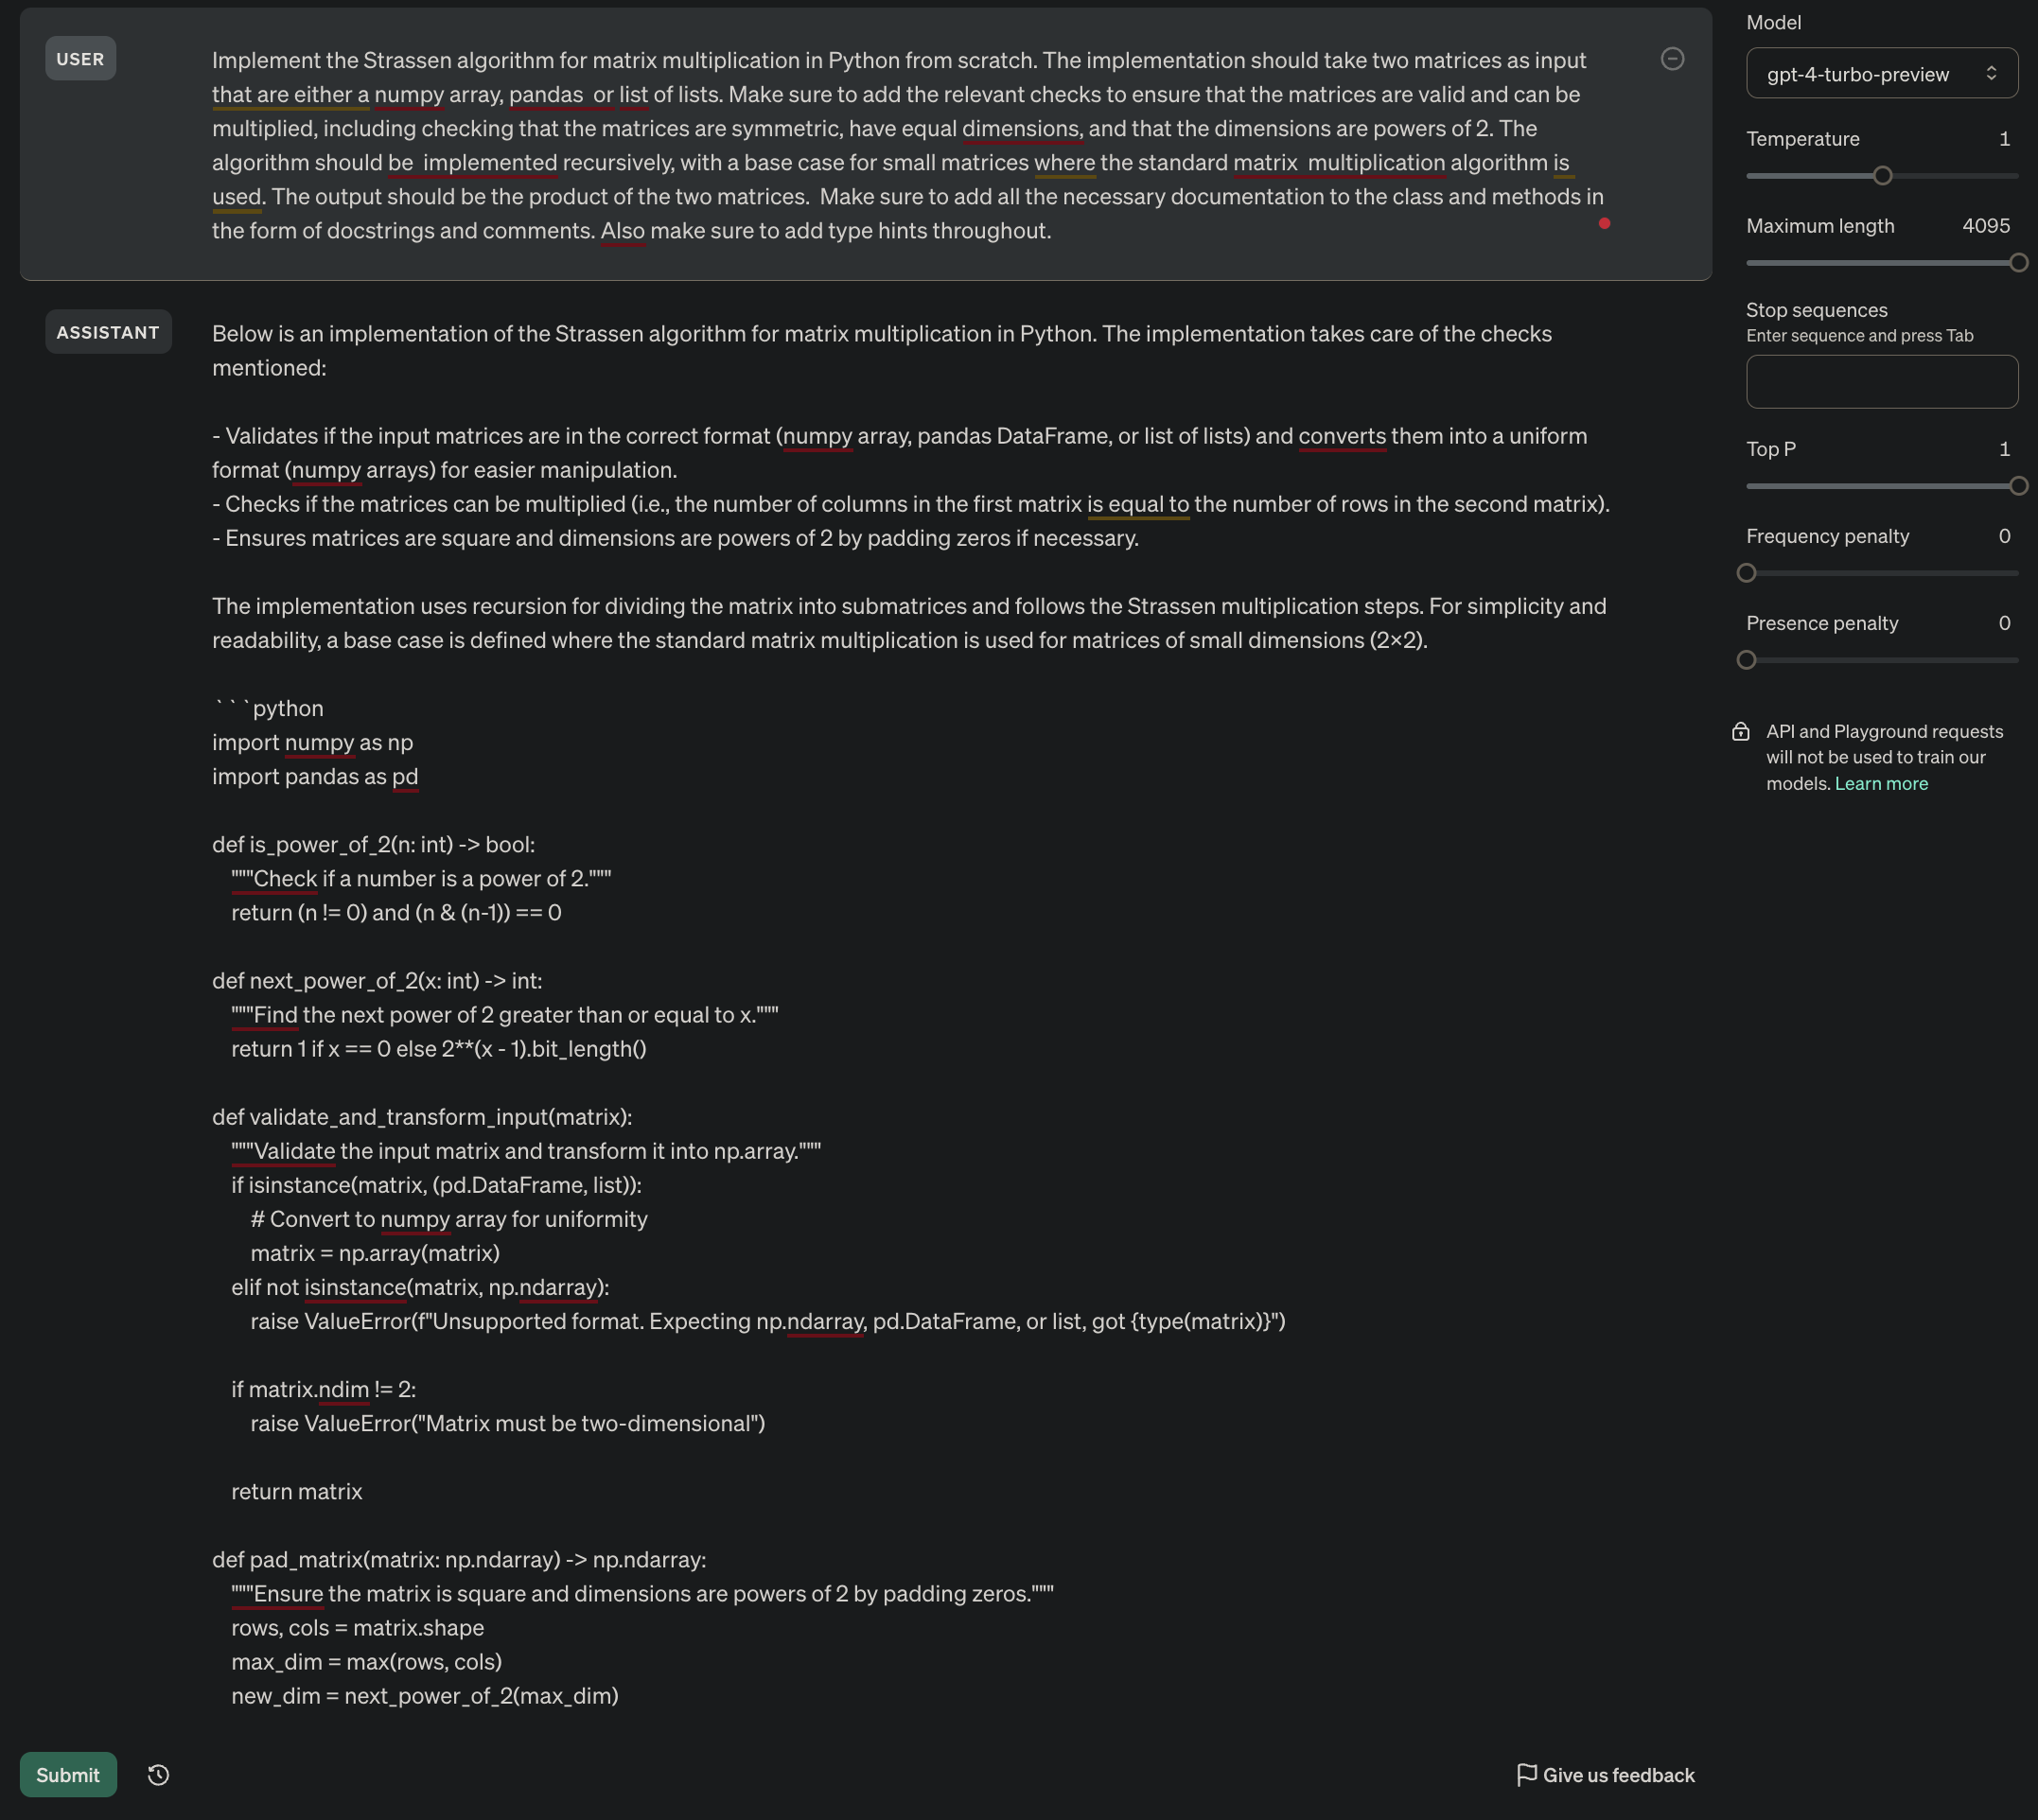 USER
Implement the Strassen algorithm for matrix multiplication in Python from scratch. The implementation should take two matrices as input
that are either a numpy array, pandas  or list of lists. Make sure to add the relevant checks to ensure that the matrices are valid and can be
multiplied, including checking that the matrices are symmetric, have equal dimensions, and that the dimensions are powers of 2. The
algorithm should be  implemented recursively, with a base case for small matrices where the standard matrix  multiplication algorithm is
used. The output should be the product of the two matrices.  Make sure to add all the necessary documentation to the class and methods in
the form of docstrings and comments. Also make sure to add type hints throughout.
ASSISTANT
Below is an implementation of the Strassen algorithm for matrix multiplication in Python. The implementation takes care of the checks
mentioned:
- Validates if the input matrices are in the correct format (numpy array, pandas DataFrame, or list of lists) and converts them into a uniform
format (numpy arrays) for easier manipulation.
- Checks if the matrices can be multiplied (i.e., the number of columns in the first matrix is equal to the number of rows in the second matrix).
- Ensures matrices are square and dimensions are powers of 2 by padding zeros if necessary.
The implementation uses recursion for dividing the matrix into submatrices and follows the Strassen multiplication steps. For simplicity and
readability, a base case is defined where the standard matrix multiplication is used for matrices of small dimensions (2×2).
```python
import numpy as np
import pandas as pd
def is_power_of_2(n: int) -> bool:
"""Check if a number is a power of 2."""
return (n != 0) and (n & (n-1)) == 0
def next_power_of_2(x: int) -> int:
"""Find the next power of 2 greater than or equal to x."""
return 1 if x == 0 else 2**(x - 1).bit_length()
def validate_and_transform_input(matrix):
"""Validate the input matrix and transform it into np.array."""
if isinstance(matrix, (pd.DataFrame, list)):
# Convert to numpy array for uniformity
matrix = np.array(matrix)
elif not isinstance(matrix, np.ndarray):
raise ValueError(f"Unsupported format. Expecting np.ndarray, pd.DataFrame, or list, got {type(matrix)}")
if matrix.ndim != 2:
raise ValueError("Matrix must be two-dimensional")
return matrix
def pad_matrix(matrix: np.ndarray) -> np.ndarray:
"""Ensure the matrix is square and dimensions are powers of 2 by padding zeros."""
rows, cols = matrix.shape
max_dim = max(rows, cols)
new_dim = next_power_of_2(max_dim)
Submit
Give us feedback
Model
gpt-4-turbo-preview
Temperature 1
Maximum length 4095
Stop sequences
Enter sequence and press Tab
Top P 1
Frequency penalty 0
Presence penalty 0
API and Playground requests
will not be used to train our
models. Learn more